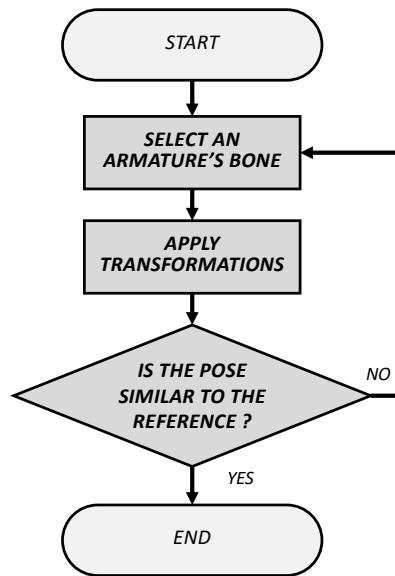 START
SELECT AN
ARMATURE'S BONE
APPLY
TRANSFORMATIONS
IS THE POSE
SIMILAR TO THE
REFERENCE ?
NO
YES
END